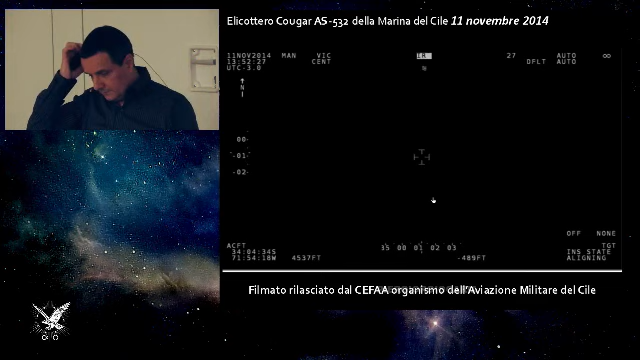 Elicottero Cougar AS-532 della Marina del Cile 11 novembre 2014
11NOV2014 MAN VIC IR 27 AUTO ∞
13:52:27 CENT DFLT AUTO
UTC-3.0
N
00
-01
-02
OFF NONE
ACFT 35 00 01 02 03 TGT
34:04:34S INS STATE
71:54:18W 4537FT -489FT ALIGNING
Filmato rilasciato dal CEFAA organismo dell'Aviazione Militare del Cile